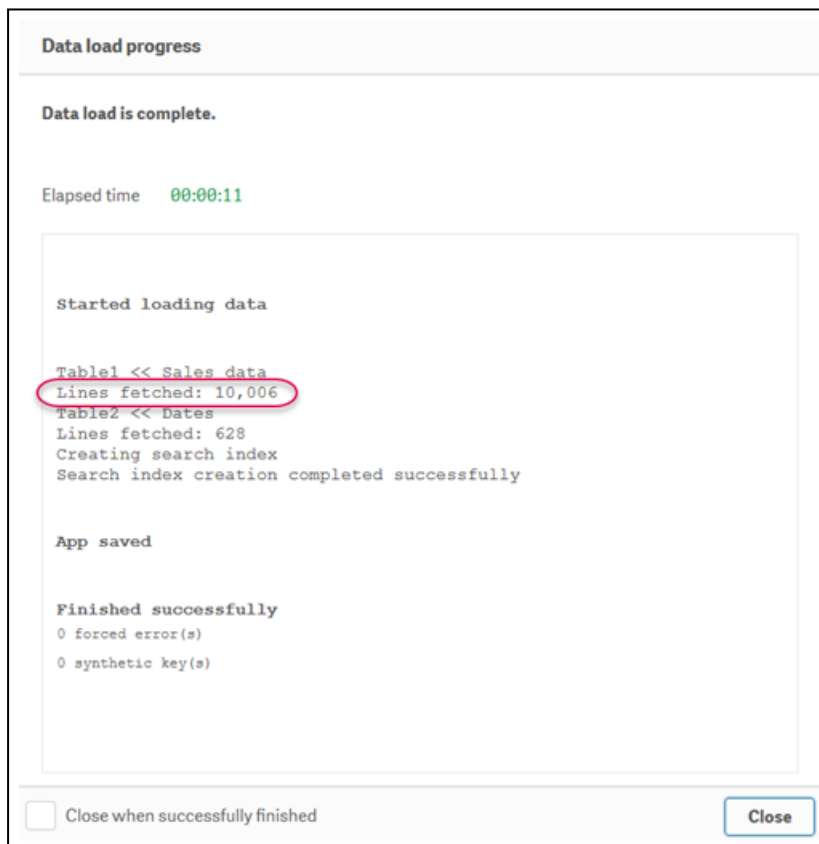 Data load progress
Data load is complete.
Elapsed time 00:00:11
Started loading data
Table1 << Sales data
Lines fetched: 10,006
Table2 << Dates
Lines fetched: 628
Creating search index
Search index creation completed successfully
App saved
Finished successfully
0 forced error(s)
0 synthetic key(s)
Close when successfully finished
Close